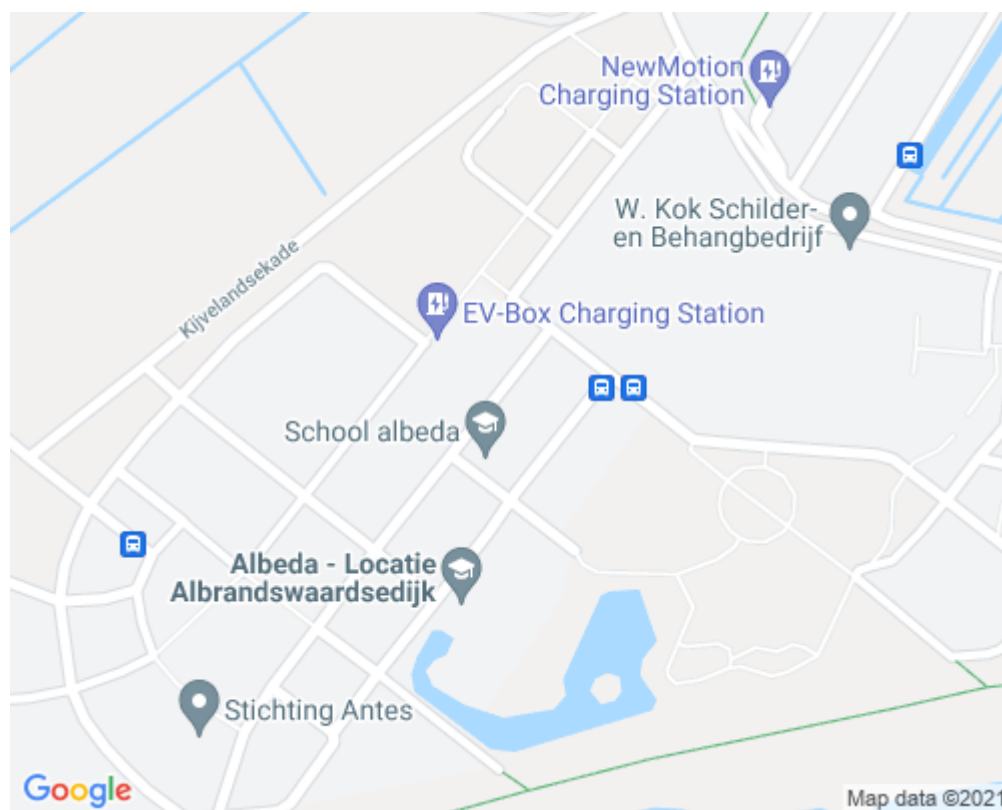 NewMotion
Charging Station
W. Kok Schilder-
en Behangbedrijf
Kijvelandsekade
EV-Box Charging Station
School albeda
Albeda - Locatie
Albrandswaardsedijk
Stichting Antes
Google
Map data ©2021